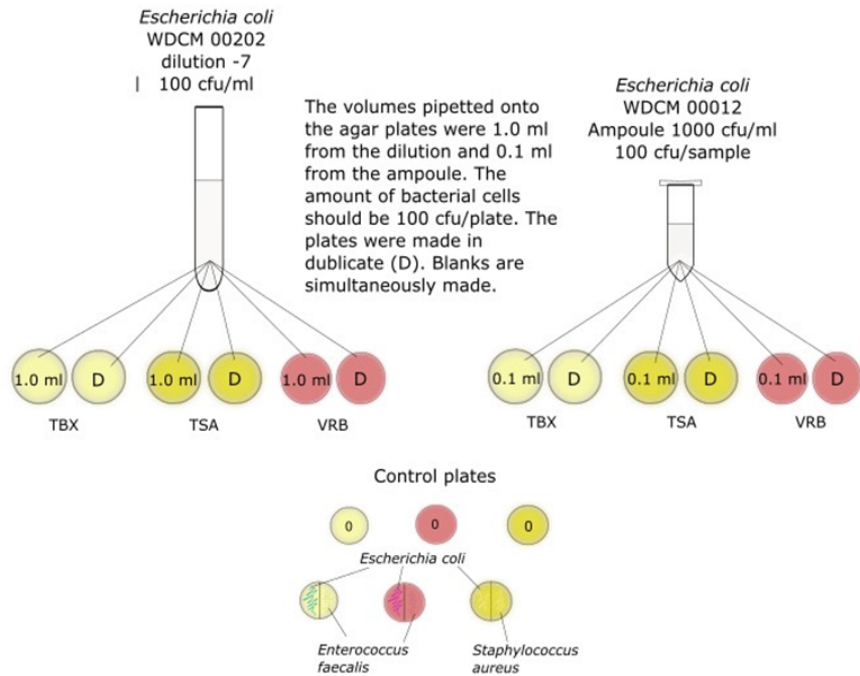 Escherichia coli
WDCM 00202
dilution -7
| 100 cfu/ml
The volumes pipetted onto
the agar plates were 1.0 ml
from the dilution and 0.1 ml
from the ampoule. The
amount of bacterial cells
should be 100 cfu/plate. The
plates were made in
dublicate (D). Blanks are
simultaneously made.
Escherichia coli
WDCM 00012
Ampoule 1000 cfu/ml
100 cfu/sample
1.0 ml D 1.0 ml D 1.0 ml D
TBX TSA VRB
0.1 ml D 0.1 ml D 0.1 ml D
TBX TSA VRB
Control plates
0 0 0
Escherichia coli
Enterococcus
faecalis
Staphylococcus
aureus